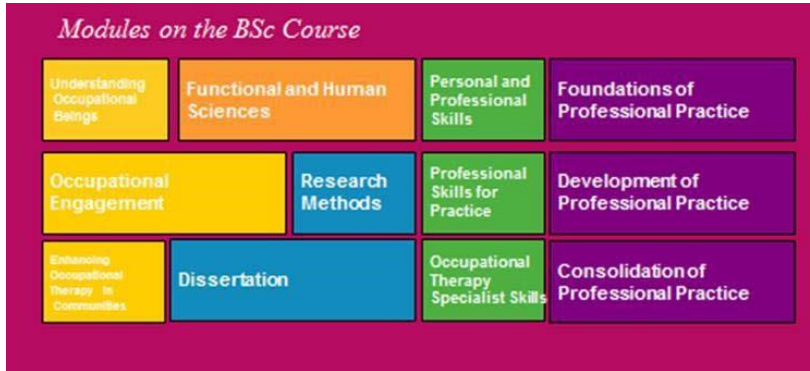 Modules on the BSc Course
Understanding
Occupational
Beings
Functional and Human
Sciences
Personal and
Professional
Skills
Foundations of
Professional Practice
Occupational
Engagement
Research
Methods
Professional
Skills for
Practice
Development of
Professional Practice
Enhancing
Occupational
Therapy in
Communities
Dissertation
Occupational
Therapy
Specialist Skills
Consolidation of
Professional Practice